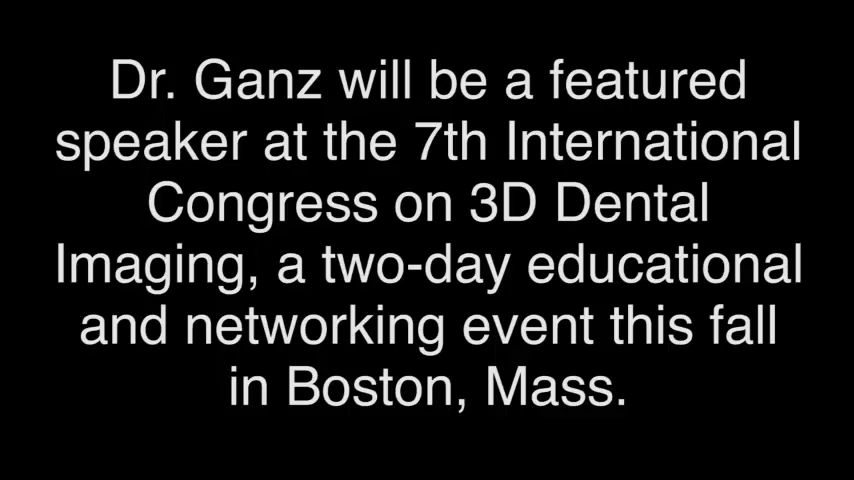 Dr. Ganz will be a featured
speaker at the 7th International
Congress on 3D Dental
Imaging, a two-day educational
and networking event this fall
in Boston, Mass.